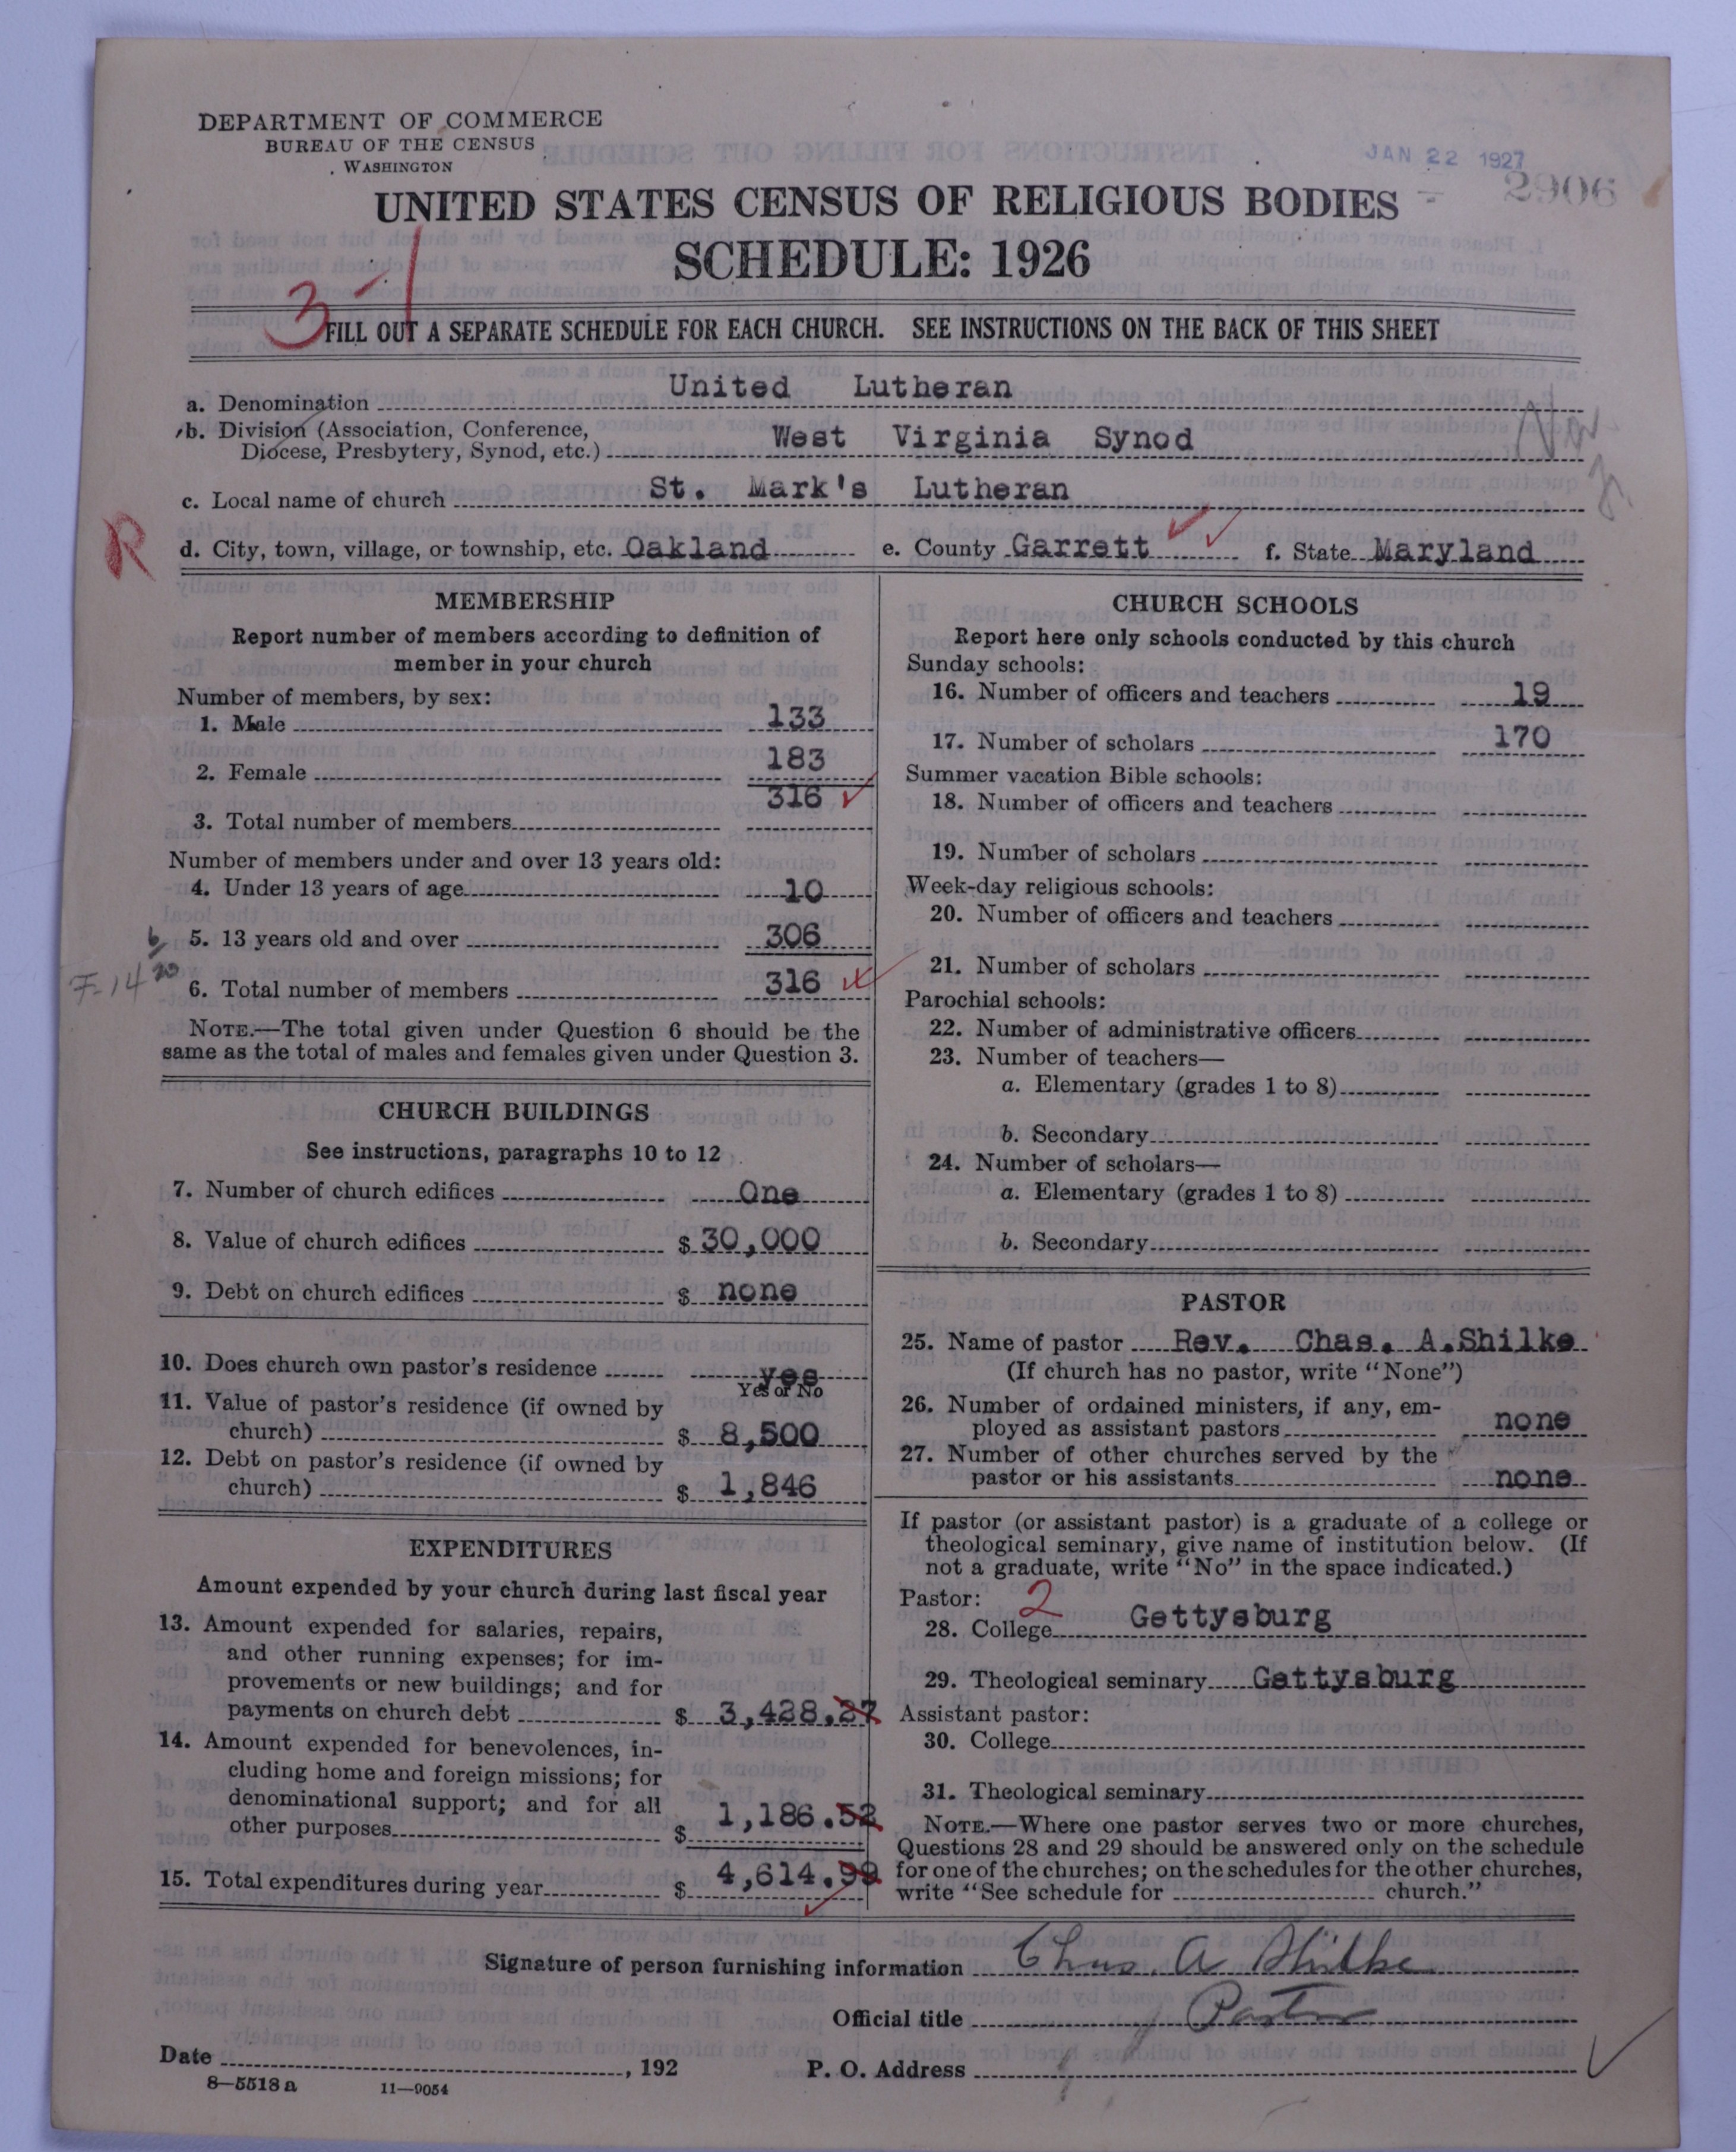 DEPARTMENT OF COMMERCE
BUREAU OF THE CENSUS
WASHINGTON
JAN 22 1927
2906
UNITED STATES CENSUS OF RELIGIOUS BODIES
SCHEDULE: 1926
3-1
FILL OUT A SEPARATE SCHEDULE FOR EACH CHURCH. SEE INSTRUCTIONS ON THE BACK OF THIS SHEET
a. Denomination United Lutheran
b. Division (Association, Conference,
Diocese, Presbytery, Synod, etc.) West Virginia Synod
c. Local name of church St. Mark's Lutheran
R
d. City, town, village, or township, etc. Oakland e. County Garrett f. State Maryland
MEMBERSHIP
Report number of members according to definition of
member in your church
Number of members, by sex:
1. Male 133
2. Female 183
316
3. Total number of members
Number of members under and over 13 years old:
4. Under 13 years of age 10
5. 13 years old and over 306
6. Total number of members 316
NOTE.—The total given under Question 6 should be the
same as the total of males and females given under Question 3.
CHURCH BUILDINGS
See instructions, paragraphs 10 to 12
7. Number of church edifices One
8. Value of church edifices $ 30,000
9. Debt on church edifices $ none
10. Does church own pastor's residence yes
Yes or No
11. Value of pastor's residence (if owned by
church) $ 8,500
12. Debt on pastor's residence (if owned by
church) $ 1,846
EXPENDITURES
Amount expended by your church during last fiscal year
13. Amount expended for salaries, repairs,
and other running expenses; for im-
provements or new buildings; and for
payments on church debt $ 3,428.27
14. Amount expended for benevolences, in-
cluding home and foreign missions; for
denominational support; and for all
other purposes $ 1,186.52
15. Total expenditures during year $ 4,614.99
CHURCH SCHOOLS
Report here only schools conducted by this church
Sunday schools:
16. Number of officers and teachers 19
17. Number of scholars 170
Summer vacation Bible schools:
18. Number of officers and teachers
19. Number of scholars
Week-day religious schools:
20. Number of officers and teachers
21. Number of scholars
Parochial schools:
22. Number of administrative officers
23. Number of teachers—
a. Elementary (grades 1 to 8)
b. Secondary
24. Number of scholars—
a. Elementary (grades 1 to 8)
b. Secondary
PASTOR
25. Name of pastor Rev. Chas. A. Shilke
(If church has no pastor, write "None")
26. Number of ordained ministers, if any, em-
ployed as assistant pastors none
27. Number of other churches served by the
pastor or his assistants none
If pastor (or assistant pastor) is a graduate of a college or
theological seminary, give name of institution below. (If
not a graduate, write "No" in the space indicated.)
Pastor: 2
28. College Gettysburg
29. Theological seminary Gettysburg
Assistant pastor:
30. College
31. Theological seminary
NOTE.—Where one pastor serves two or more churches,
Questions 28 and 29 should be answered only on the schedule
for one of the churches; on the schedules for the other churches,
write "See schedule for church."
Signature of person furnishing information Chas. A Shilke
Official title Pastor
Date , 192 P. O. Address
8—5518 a 11—9054